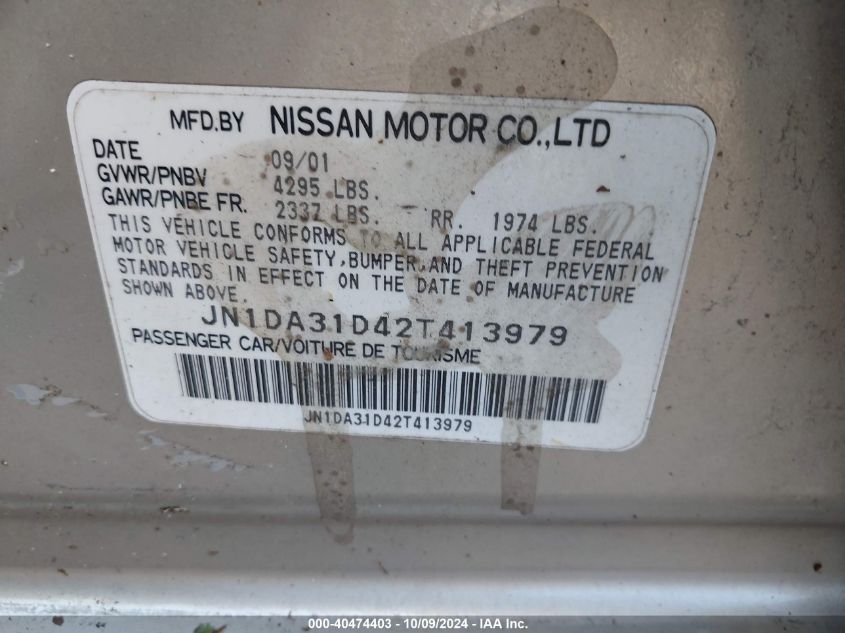 MFD.BY NISSAN MOTOR CO.,LTD
DATE 09/01
GVWR/PNBV 4295 LBS.
GAWR/PNBE FR. 2337 LBS. RR. 1974 LBS.
THIS VEHICLE CONFORMS TO ALL APPLICABLE FEDERAL
MOTOR VEHICLE SAFETY,BUMPER,AND THEFT PREVENTION
STANDARDS IN EFFECT ON THE DATE OF MANUFACTURE
SHOWN ABOVE.
JN1DA31D42T413979
PASSENGER CAR/VOITURE DE TOURISME
JN1DA31D42T413979
000-40474403 - 10/09/2024 - IAA Inc.